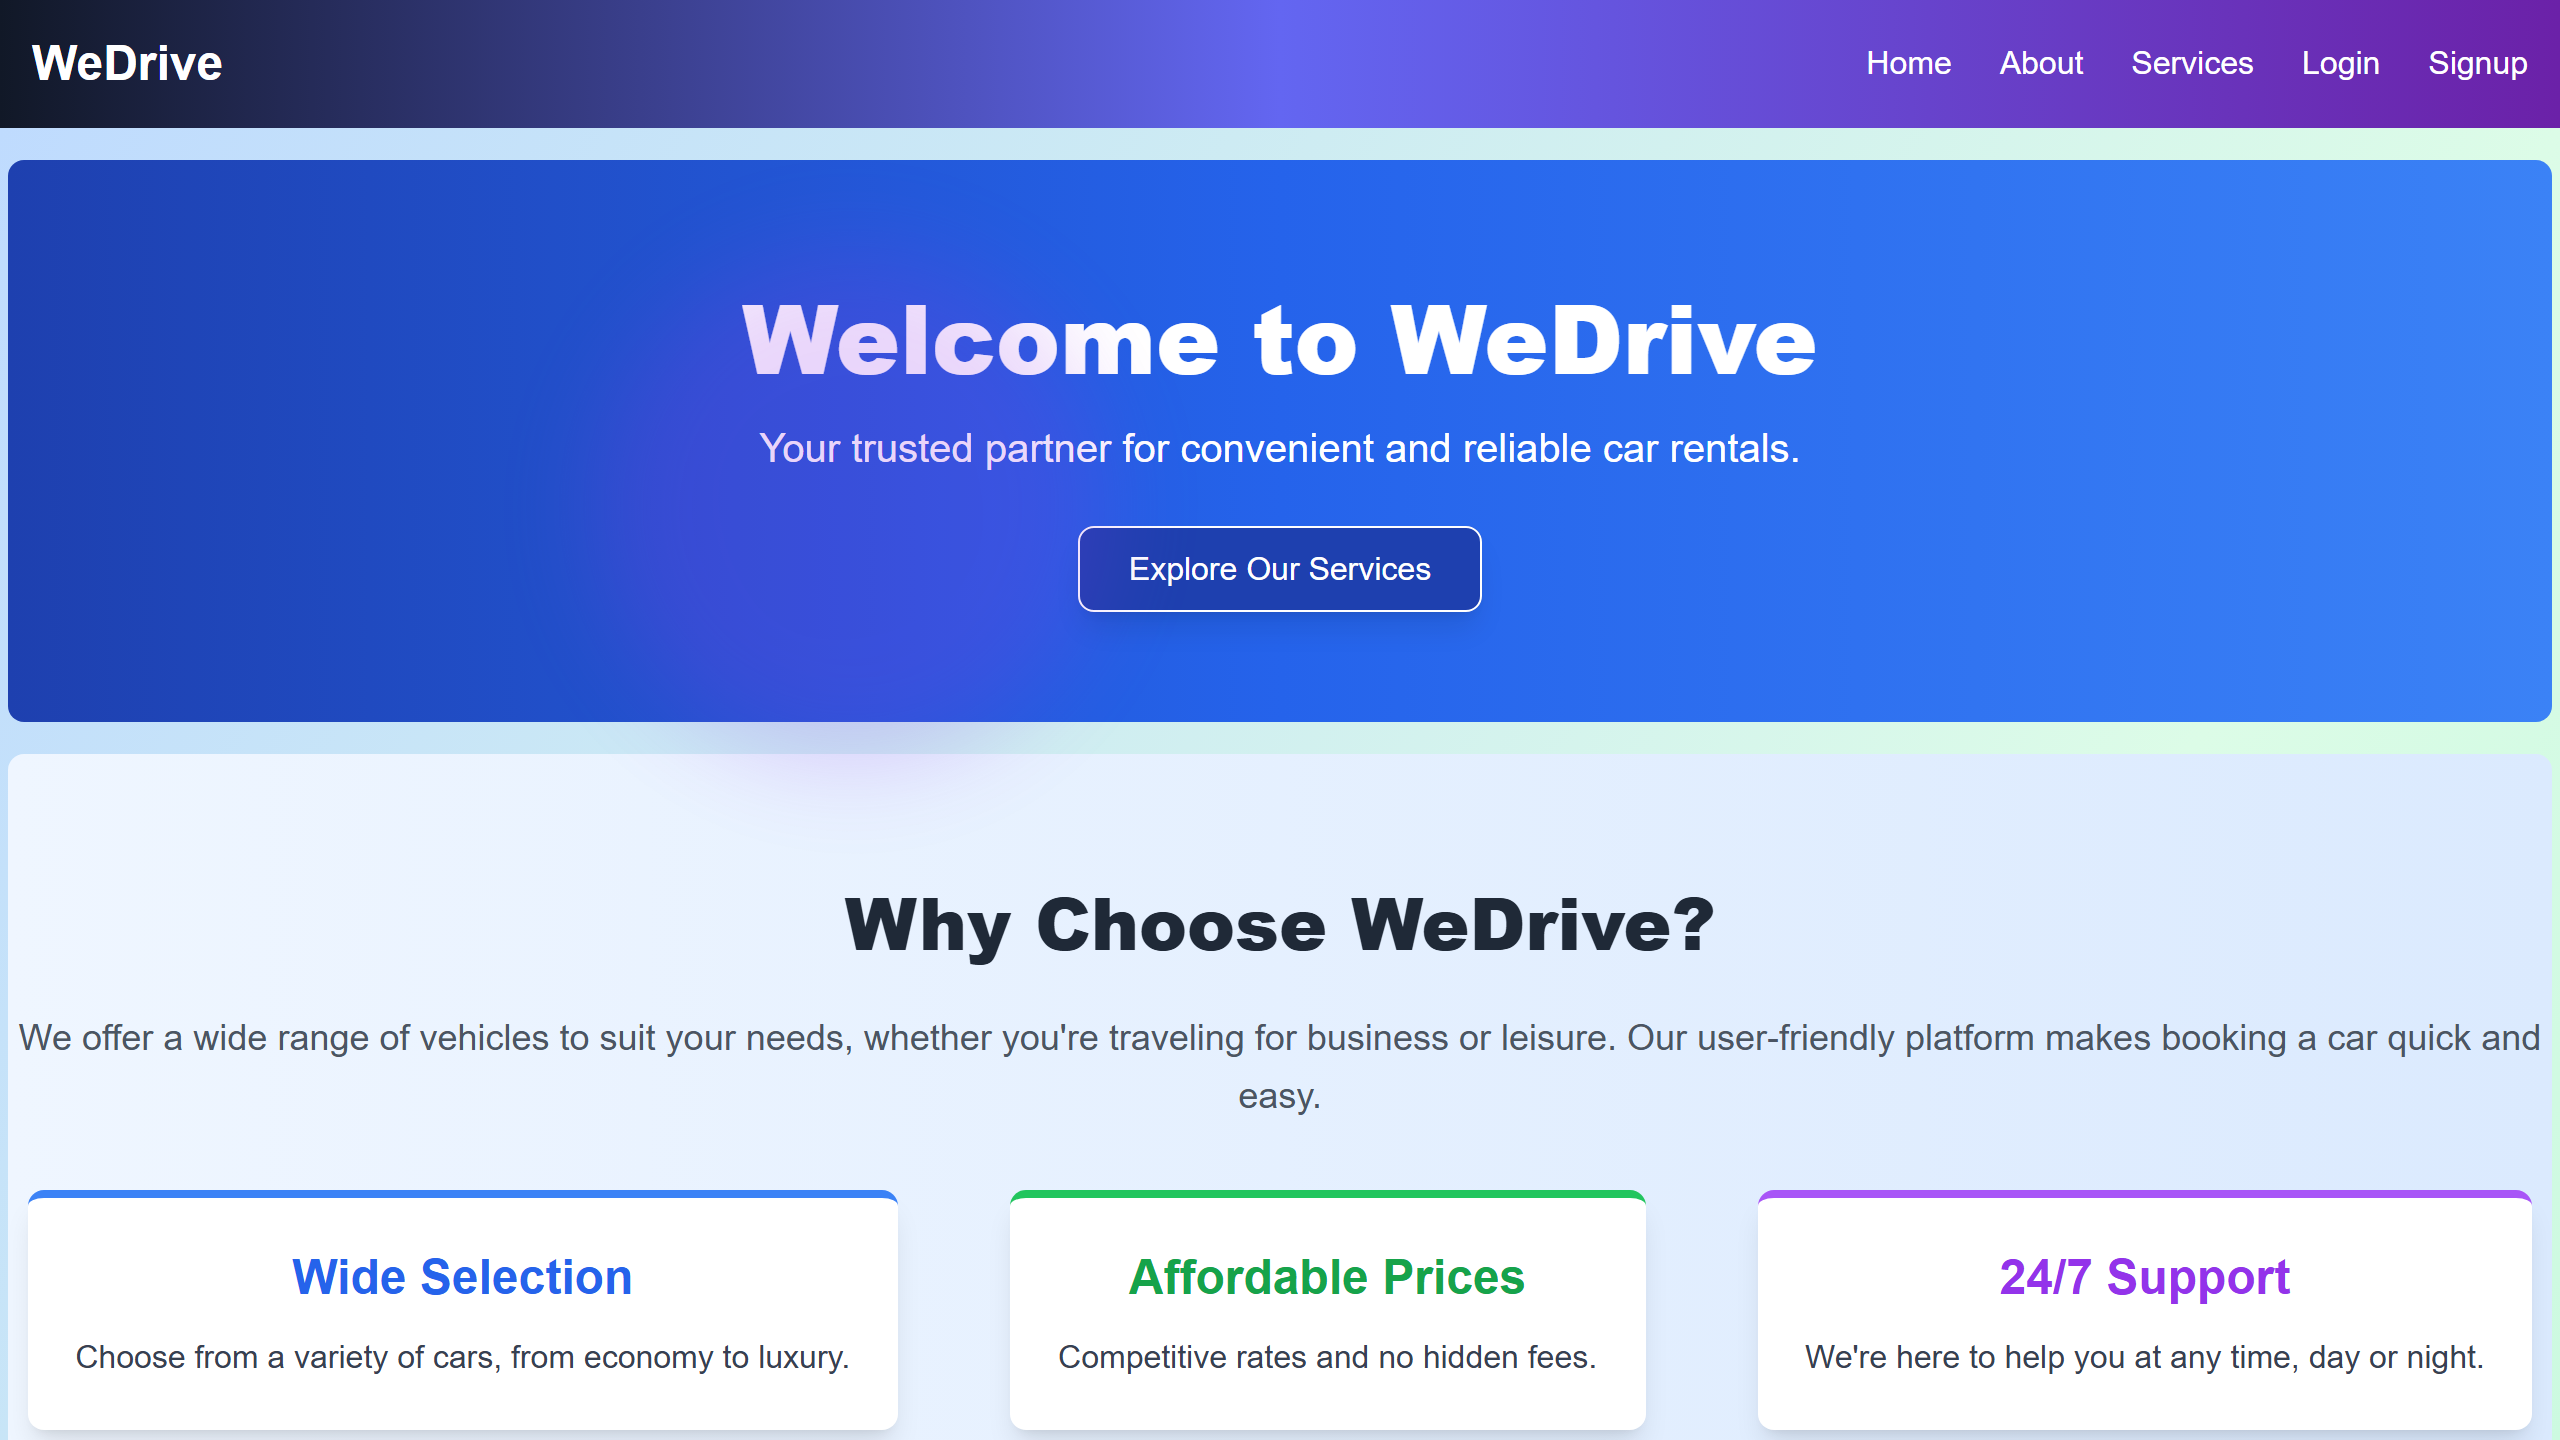 WeDrive
Home About Services Login Signup
Welcome to WeDrive
Your trusted partner for convenient and reliable car rentals.
Explore Our Services
Why Choose WeDrive?
We offer a wide range of vehicles to suit your needs, whether you're traveling for business or leisure. Our user-friendly platform makes booking a car quick and
easy.
Wide Selection
Choose from a variety of cars, from economy to luxury.
Affordable Prices
Competitive rates and no hidden fees.
24/7 Support
We're here to help you at any time, day or night.